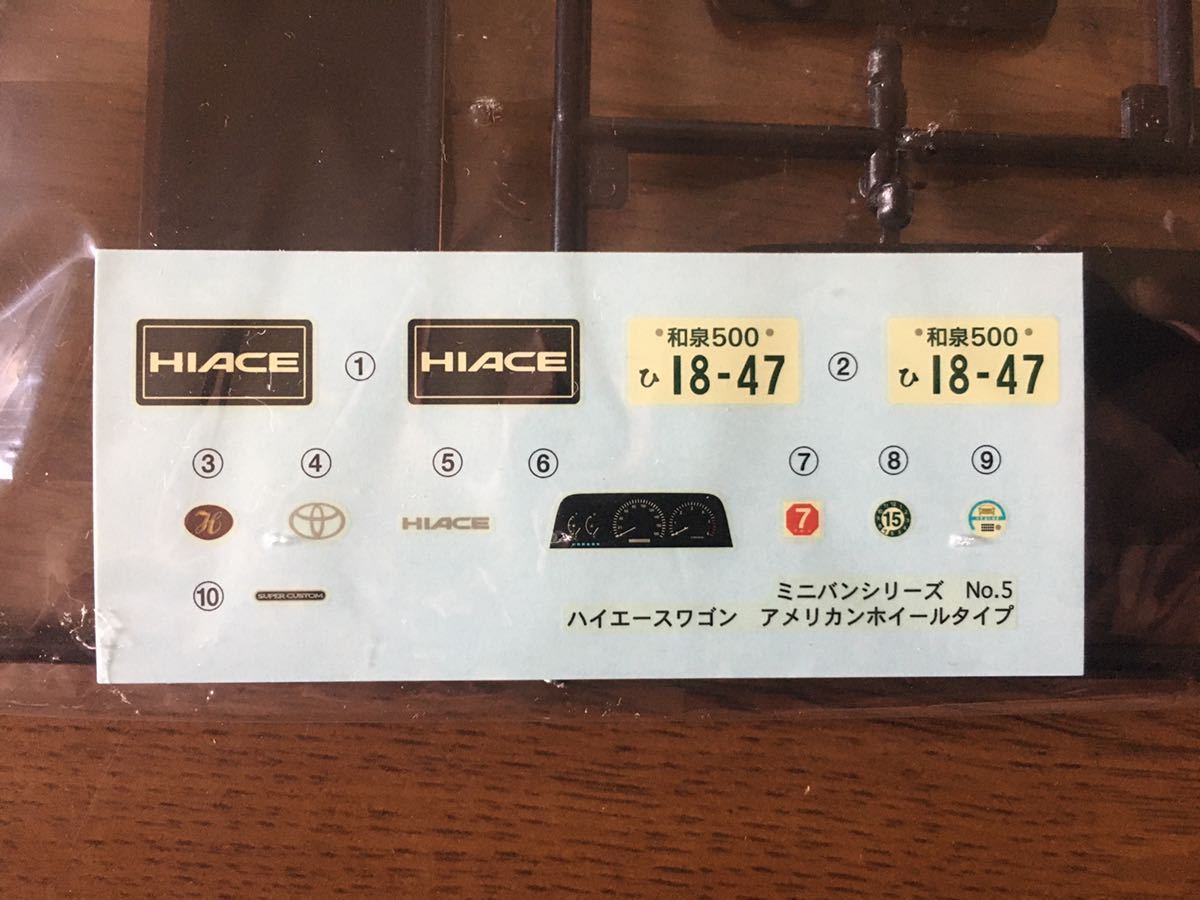 HIACE
①
HIACE
和泉500
ひ 18-47
②
和泉500
ひ 18-47
③
④
⑤
⑥
⑦
⑧
⑨
H
HIACE
7
15
⑩
SUPER CUSTOM
ミニバンシリーズ No.5
ハイエースワゴン アメリカンホイールタイプ